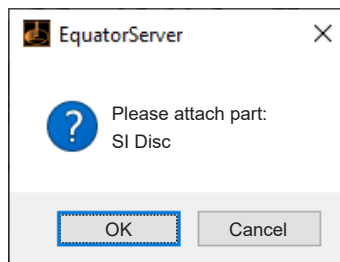 EquatorServer
Please attach part:
SI Disc
OK
Cancel